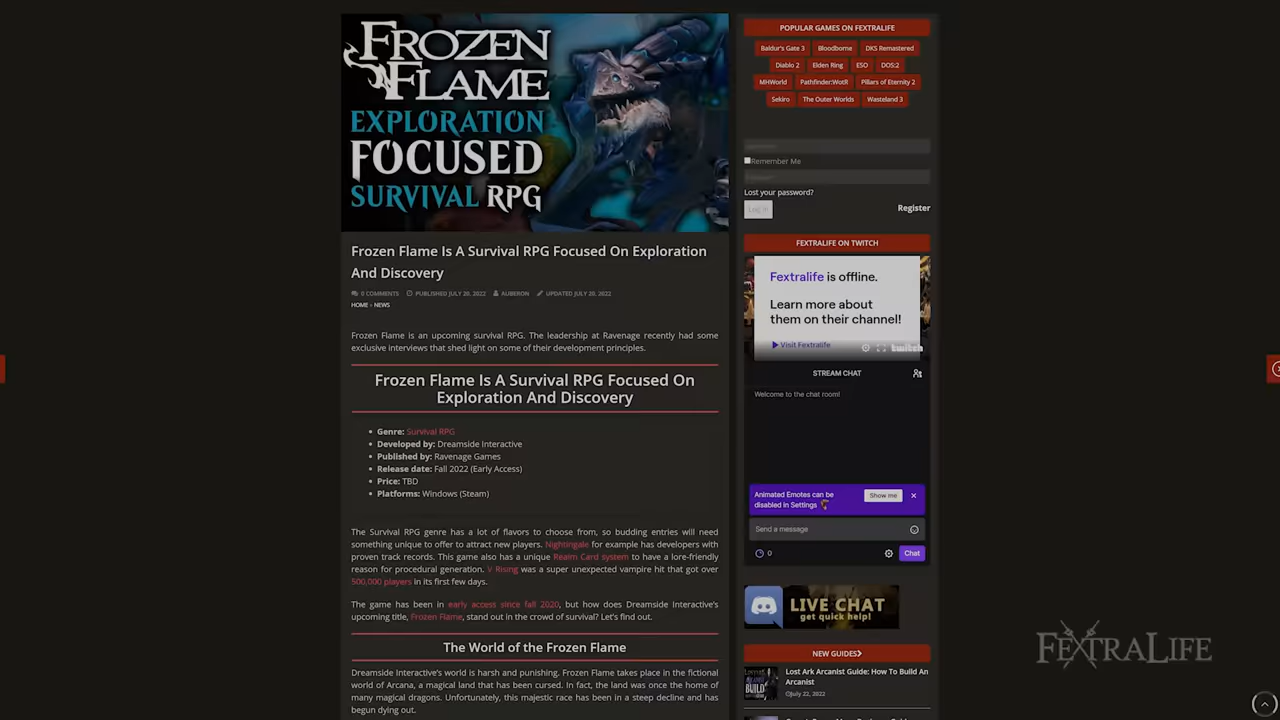 FROZEN
FLAME
EXPLORATION
FOCUSED
SURVIVAL RPG
Frozen Flame Is A Survival RPG Focused On Exploration
And Discovery
0 COMMENTS PUBLISHED JULY 20, 2022 AUBERON UPDATED JULY 20, 2022
HOME » NEWS
Frozen Flame is an upcoming survival RPG. The leadership at Ravenage recently had some
exclusive interviews that shed light on some of their development principles.
Frozen Flame Is A Survival RPG Focused On
Exploration And Discovery
Genre: Survival RPG
Developed by: Dreamside Interactive
Published by: Ravenage Games
Release date: Fall 2022 (Early Access)
Price: TBD
Platforms: Windows (Steam)
The Survival RPG genre has a lot of flavors to choose from, so budding entries will need
something unique to offer to attract new players. Nightingale for example has developers with
proven track records. This game also has a unique Realm Card system to have a lore-friendly
reason for procedural generation. V Rising was a super unexpected vampire hit that got over
500,000 players in its first few days.
The game has been in early access since fall 2020, but how does Dreamside Interactive's
upcoming title, Frozen Flame, stand out in the crowd of survival? Let's find out.
The World of the Frozen Flame
Dreamside Interactive's world is harsh and punishing. Frozen Flame takes place in the fictional
world of Arcana, a magical land that has been cursed. In fact, the land was once the home of
many magical dragons. Unfortunately, this majestic race has been in a steep decline and has
begun dying out.
POPULAR GAMES ON FEXTRALIFE
Baldur's Gate 3 Bloodborne DKS Remastered
Diablo 2 Elden Ring ESO DOS:2
MHWorld Pathfinder:WotR Pillars of Eternity 2
Sekiro The Outer Worlds Wasteland 3
Remember Me
Lost your password?
Log in Register
FEXTRALIFE ON TWITCH
Fextralife is offline.
Learn more about
them on their channel!
Visit Fextralife twitch
STREAM CHAT
Welcome to the chat room!
Animated Emotes can be
disabled in Settings
Show me
Send a message
0 Chat
LIVE CHAT
get quick help!
NEW GUIDES
Lost Ark Arcanist Guide: How To Build An
Arcanist
July 22, 2022
FEXTRALIFE